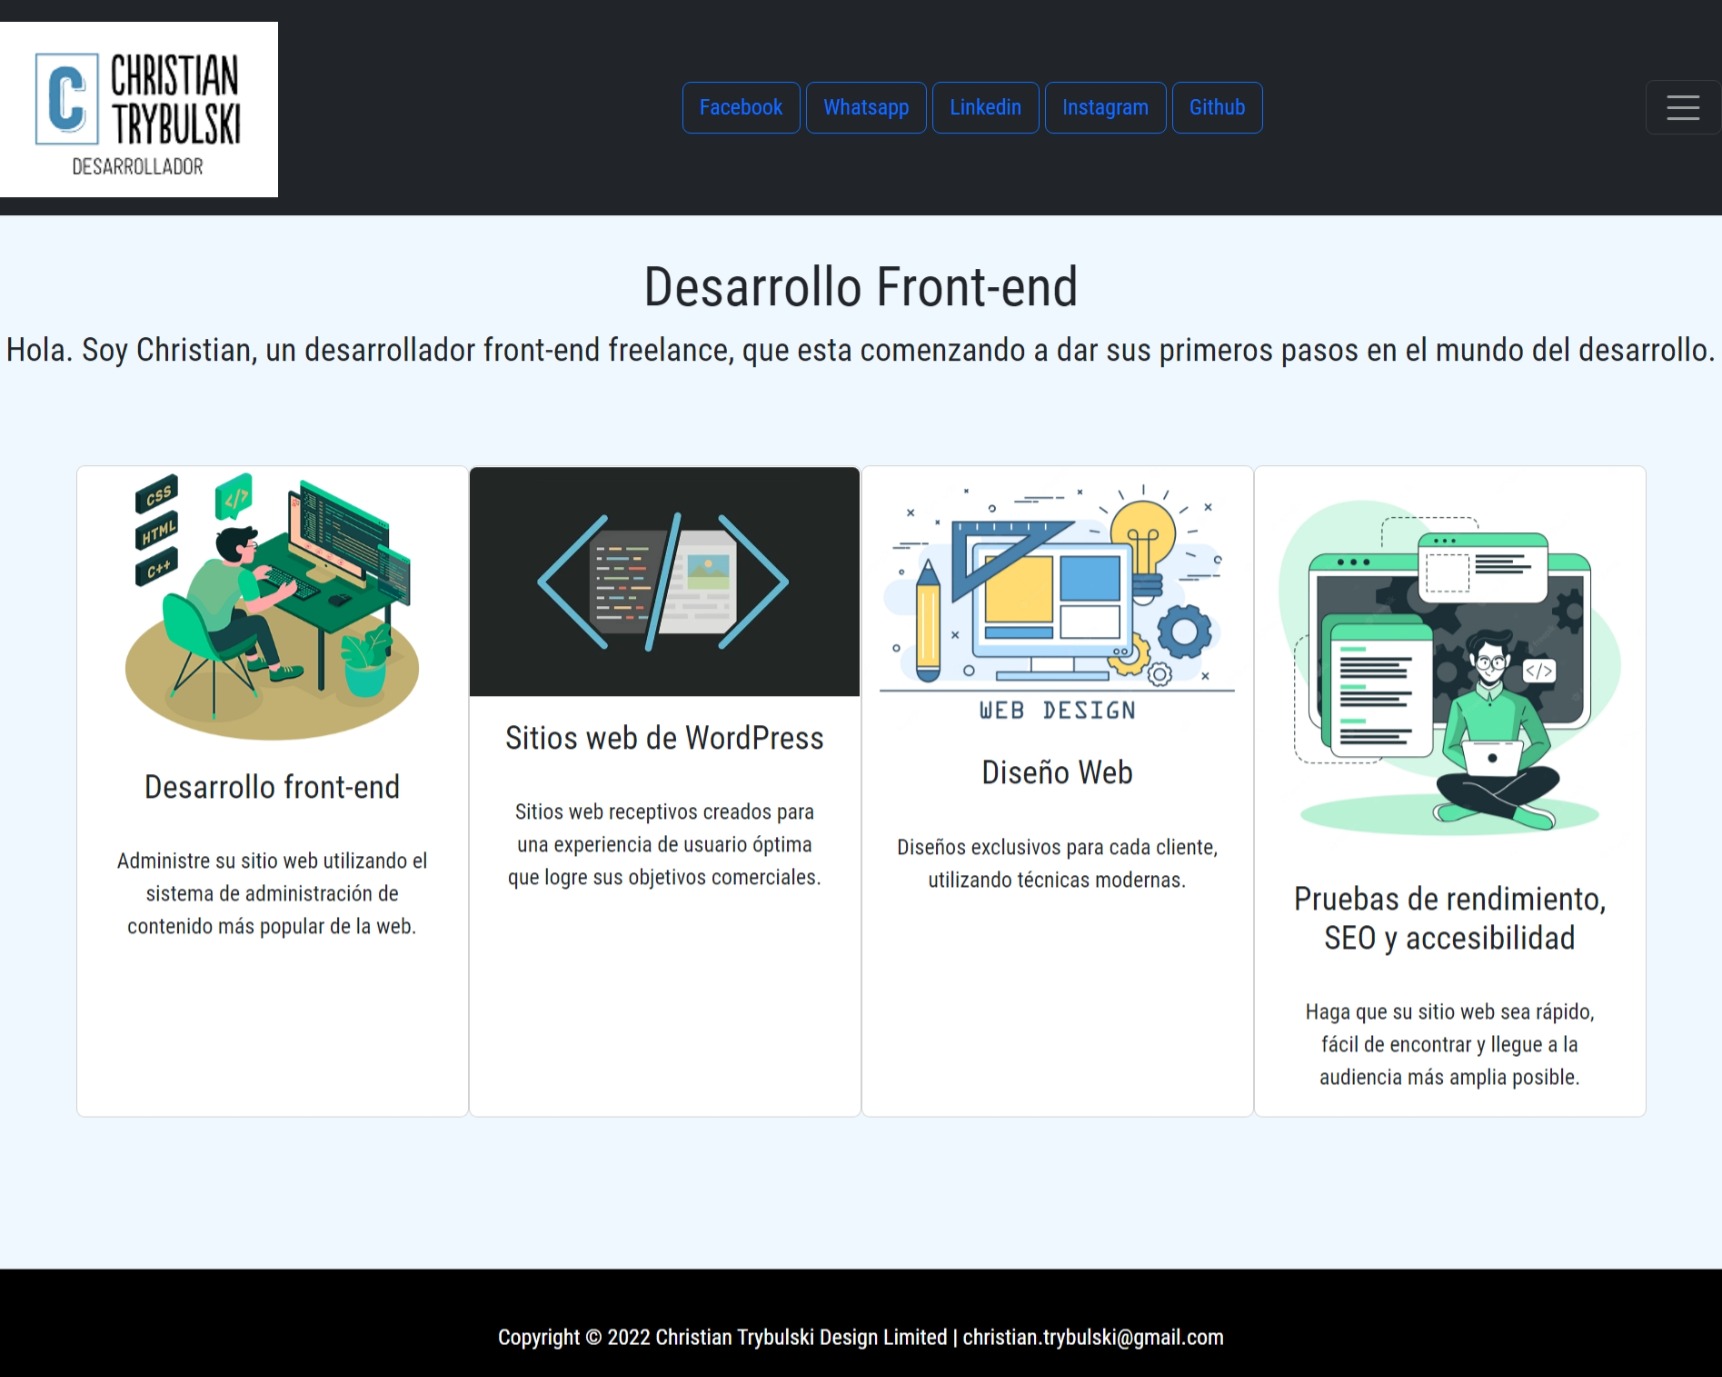 C CHRISTIAN
TRYBULSKI
DESARROLLADOR
Facebook Whatsapp Linkedin Instagram Github
Desarrollo Front-end
Hola. Soy Christian, un desarrollador front-end freelance, que esta comenzando a dar sus primeros pasos en el mundo del desarrollo.
CSS
HTML
C++
</>
Desarrollo front-end
Administre su sitio web utilizando el
sistema de administración de
contenido más popular de la web.
Sitios web de WordPress
Sitios web receptivos creados para
una experiencia de usuario óptima
que logre sus objetivos comerciales.
WEB DESIGN
Diseño Web
Diseños exclusivos para cada cliente,
utilizando técnicas modernas.
</>
Pruebas de rendimiento,
SEO y accesibilidad
Haga que su sitio web sea rápido,
fácil de encontrar y llegue a la
audiencia más amplia posible.
Copyright © 2022 Christian Trybulski Design Limited | christian.trybulski@gmail.com